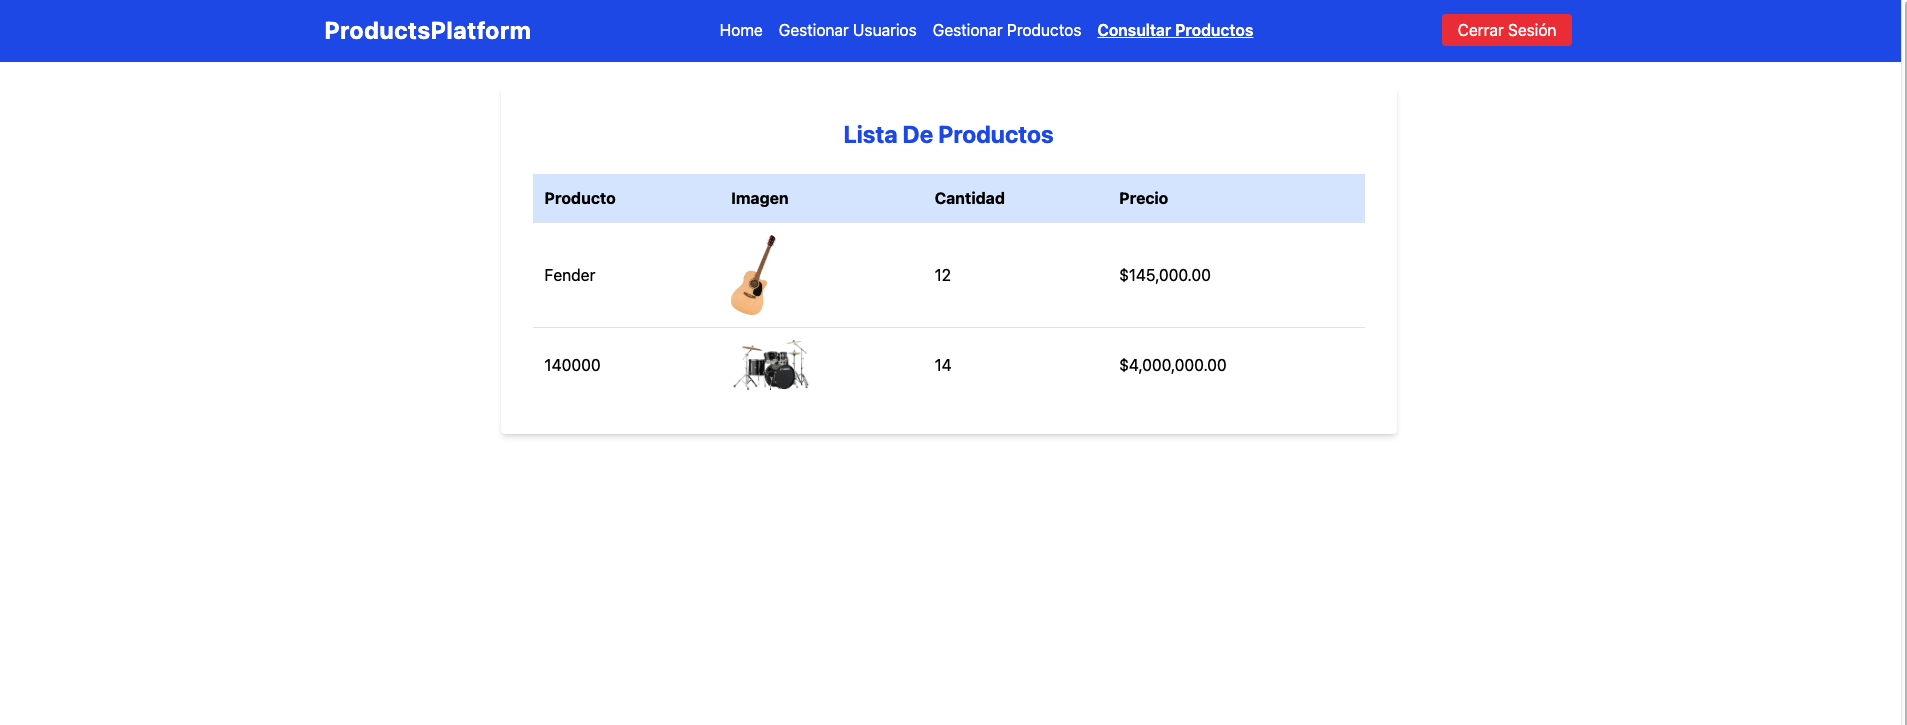 ProductsPlatform Home Gestionar Usuarios Gestionar Productos Consultar Productos Cerrar Sesión
Lista De Productos
Producto Imagen Cantidad Precio
Fender 12 $145,000.00
140000 14 $4,000,000.00